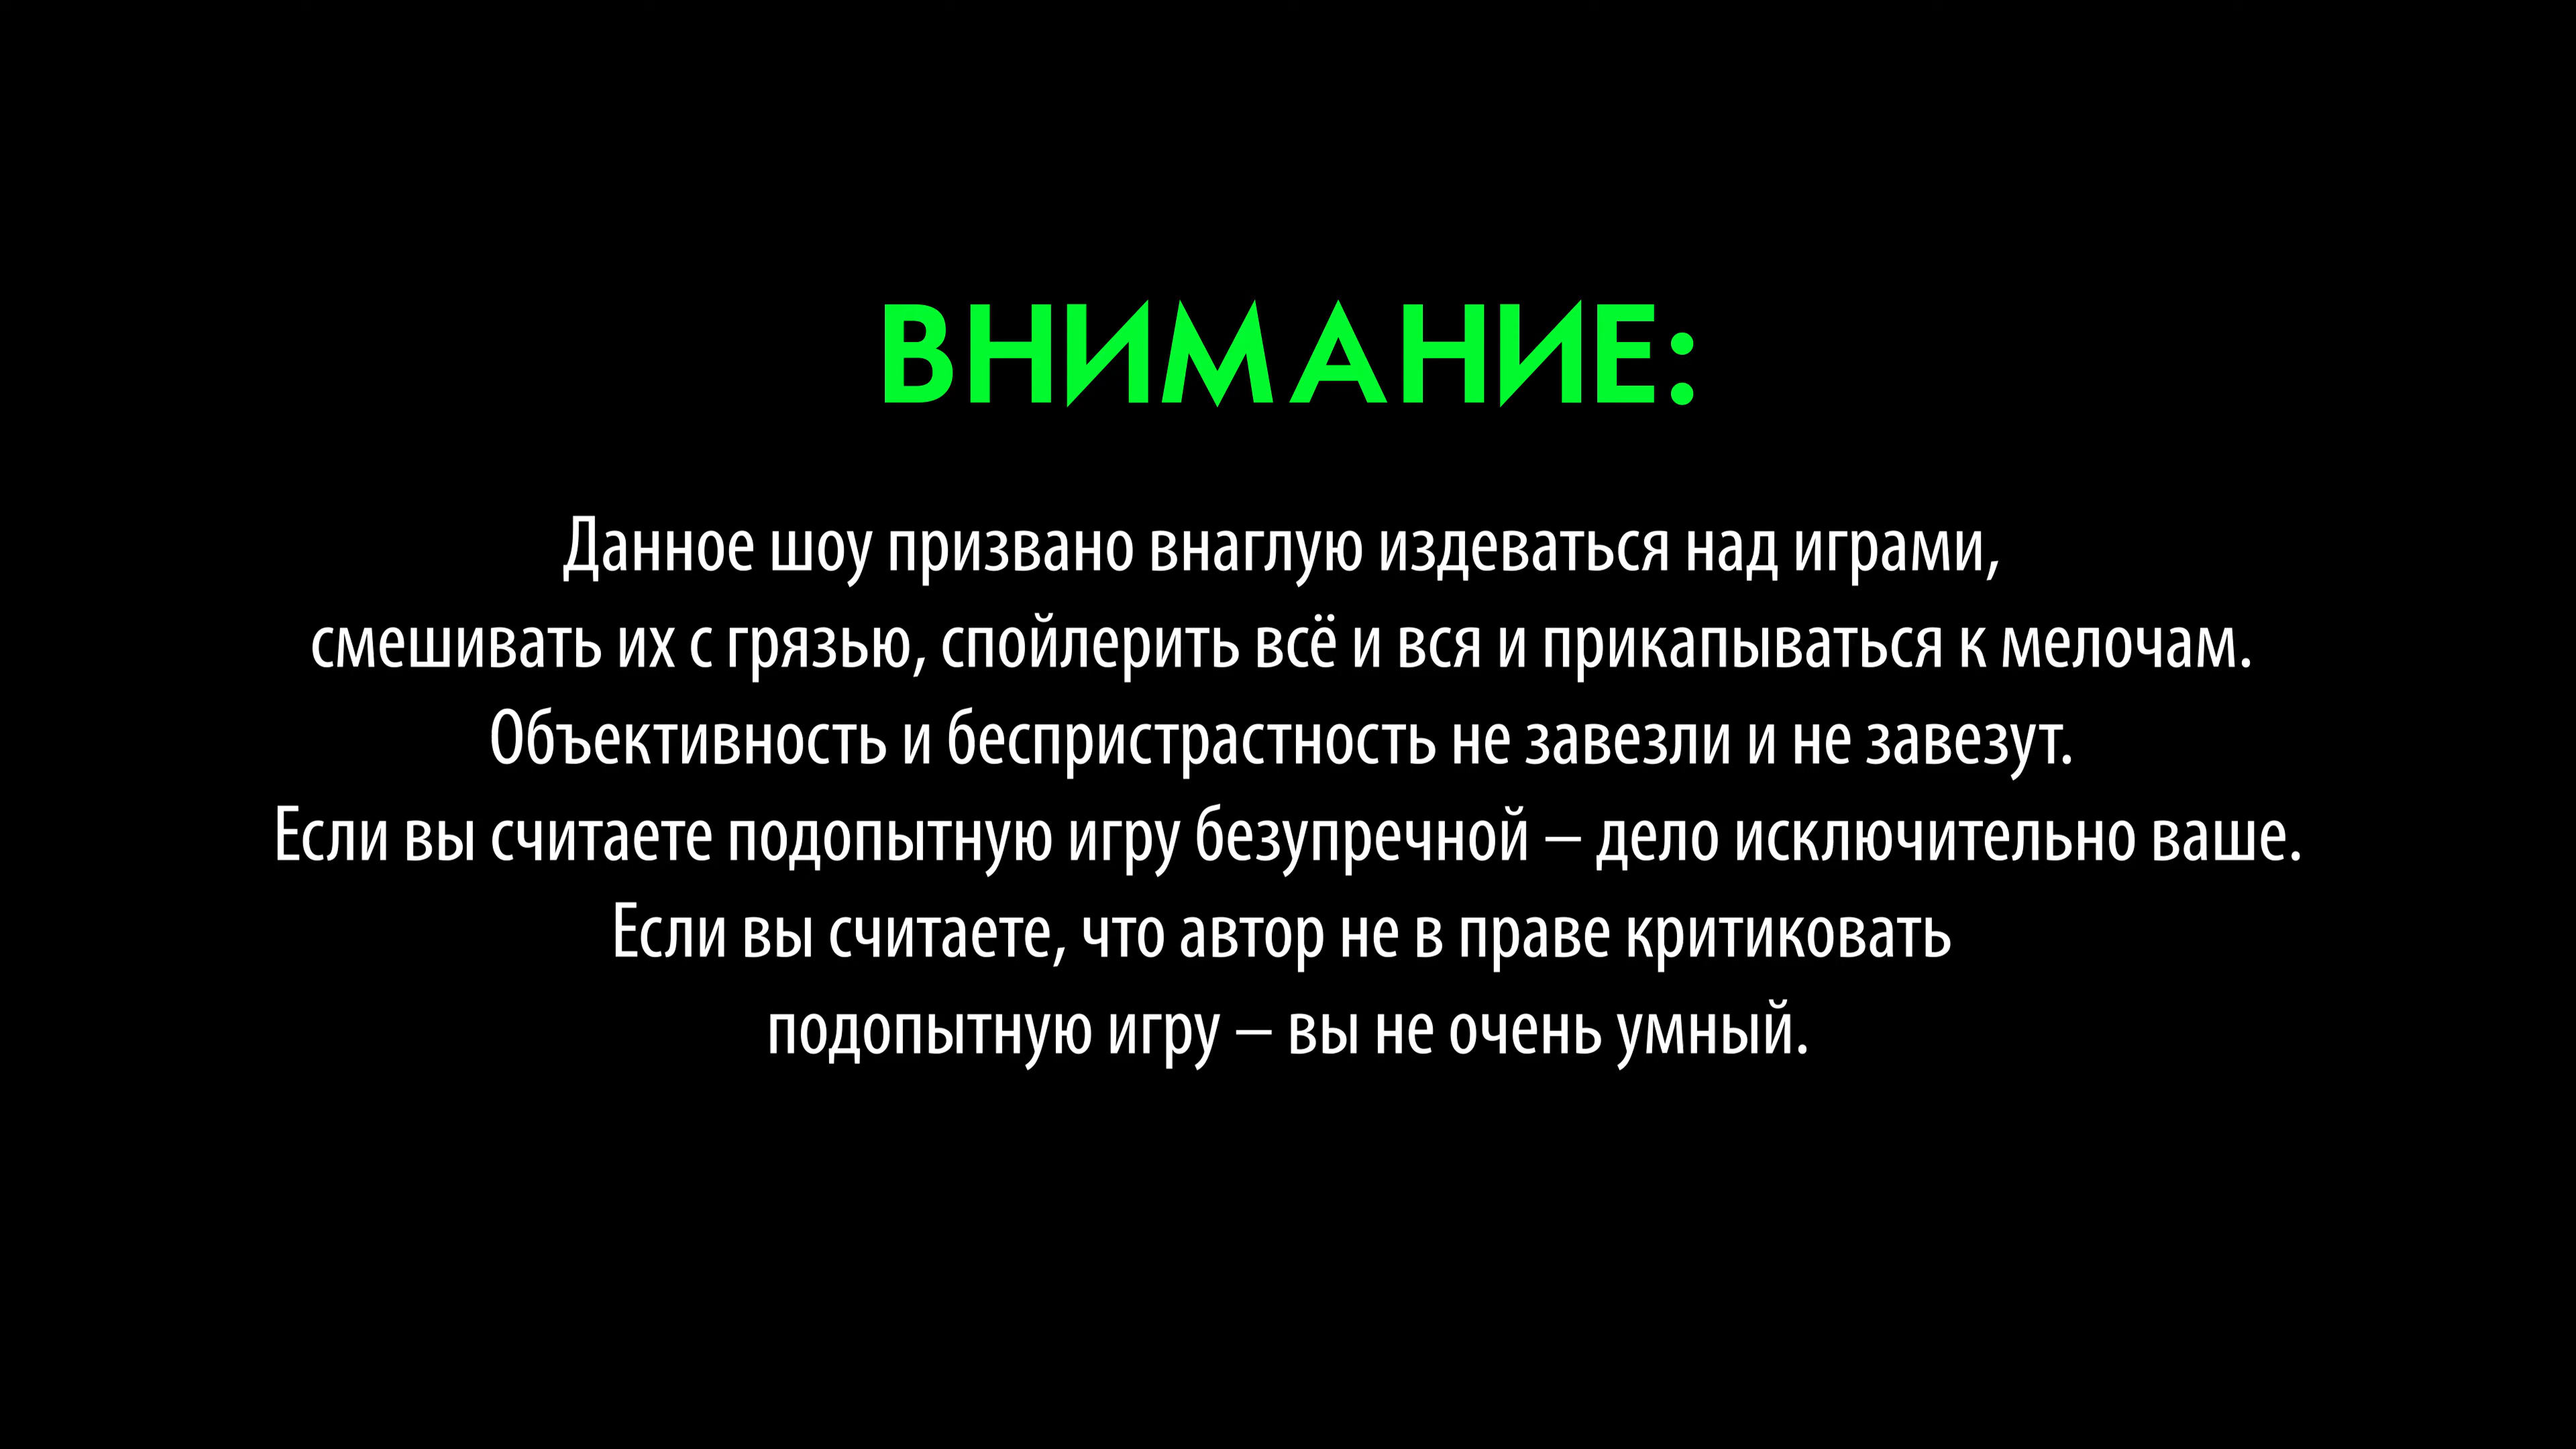 ВНИМАНИЕ:
Данное шоу призвано внаглую издеваться над играми,
смешивать их с грязью, спойлерить всё и вся и прикапываться к мелочам.
Объективность и беспристрастность не завезли и не завезут.
Если вы считаете подопытную игру безупречной – дело исключительно ваше.
Если вы считаете, что автор не в праве критиковать
подопытную игру – вы не очень умный.